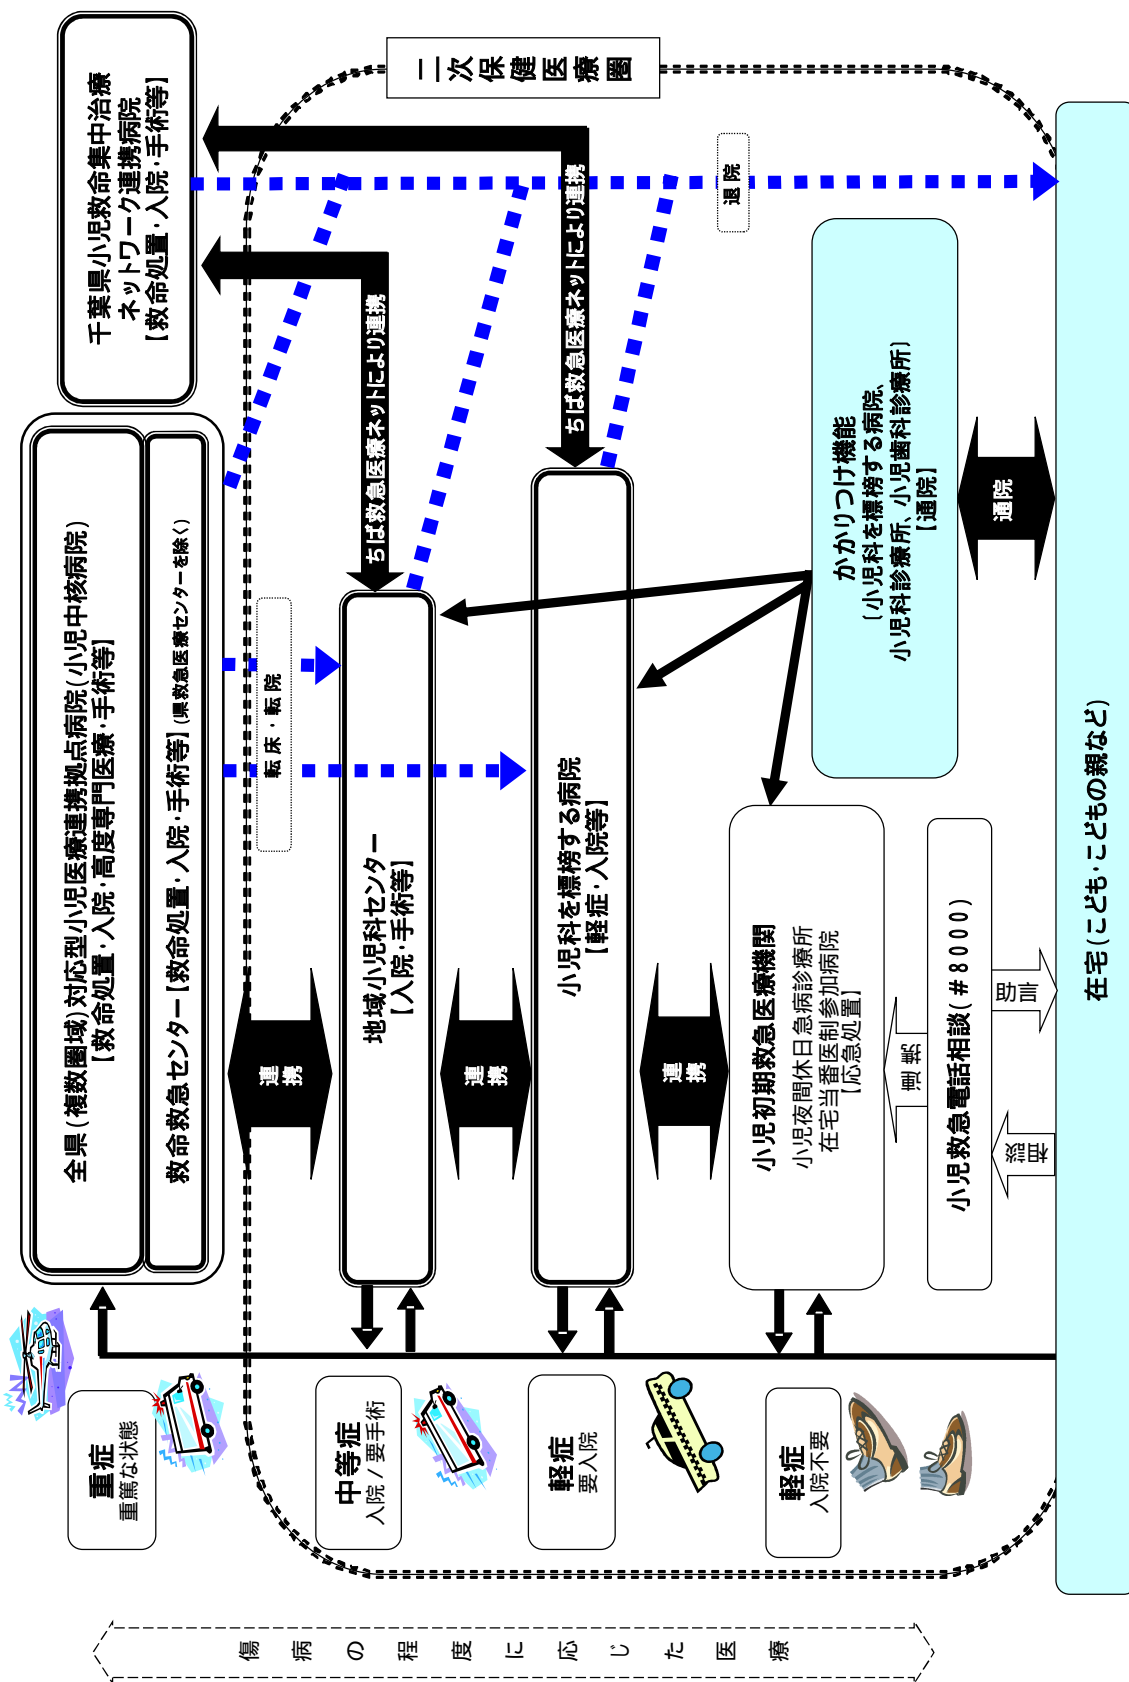 二次保健医療圏
千葉県小児救命集中治療
ネットワーク連携病院
【救命処置・入院・手術等】
全県（複数圏域）対応型小児医療連携拠点病院（小児中核病院）
【救命処置・入院・高度専門医療・手術等】
救命救急センター【救命処置・入院・手術等】（県救急医療センターを除く）
ちば救急医療ネットにより連携
ちば救急医療ネットにより連携
退院
転床・転院
連携
地域小児科センター
【入院・手術等】
連携
小児科を標榜する病院
【軽症・入院等】
連携
小児初期救急医療機関
小児夜間休日急病診療所
在宅当番医制参加病院
【応急処置】
連携
小児救急電話相談（＃８０００）
相談
助言
かかりつけ機能
（小児科を標榜する病院、
小児科診療所、小児歯科診療所）
【通院】
通院
在宅（こども・こどもの親など）
重症
重篤な状態
中等症
入院／要手術
軽症
要入院
軽症
入院不要
傷病の程度に応じた医療